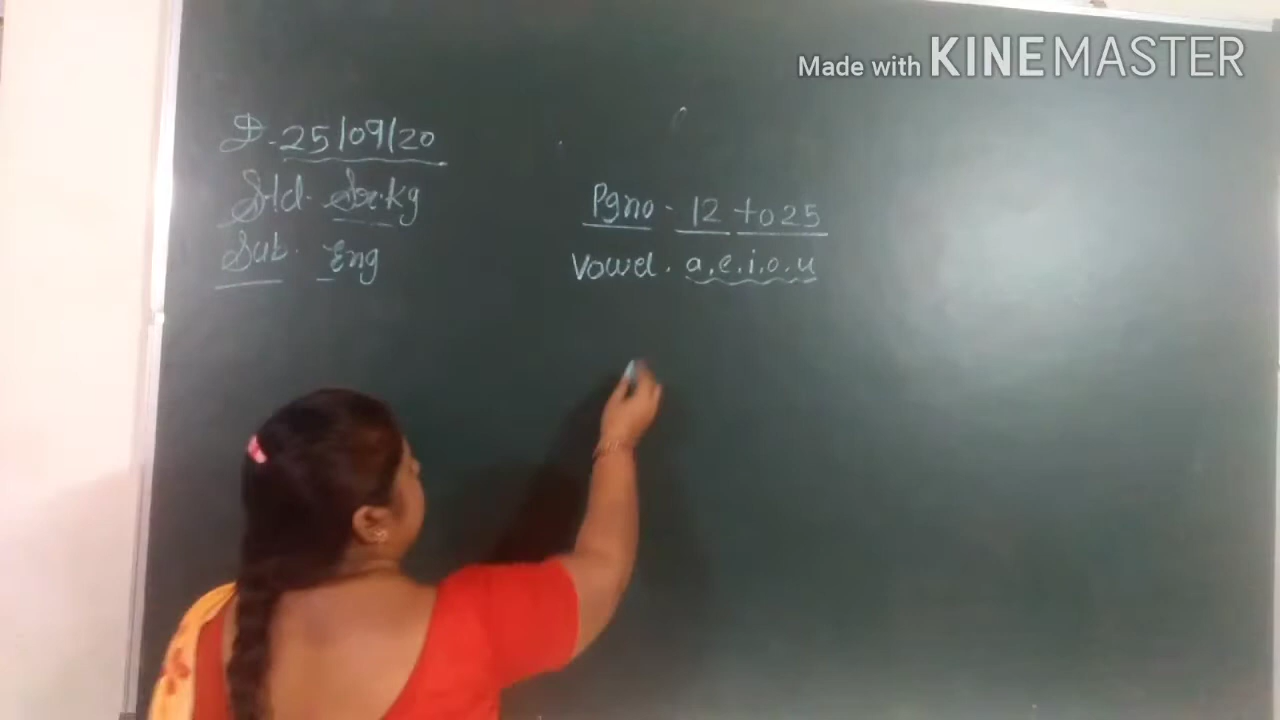 Made with KINEMASTER
D. 25/09/20
Std. Sr.kg
Sub. Eng
Pgno - 12 to 25
Vowel. a,e,i,o,u